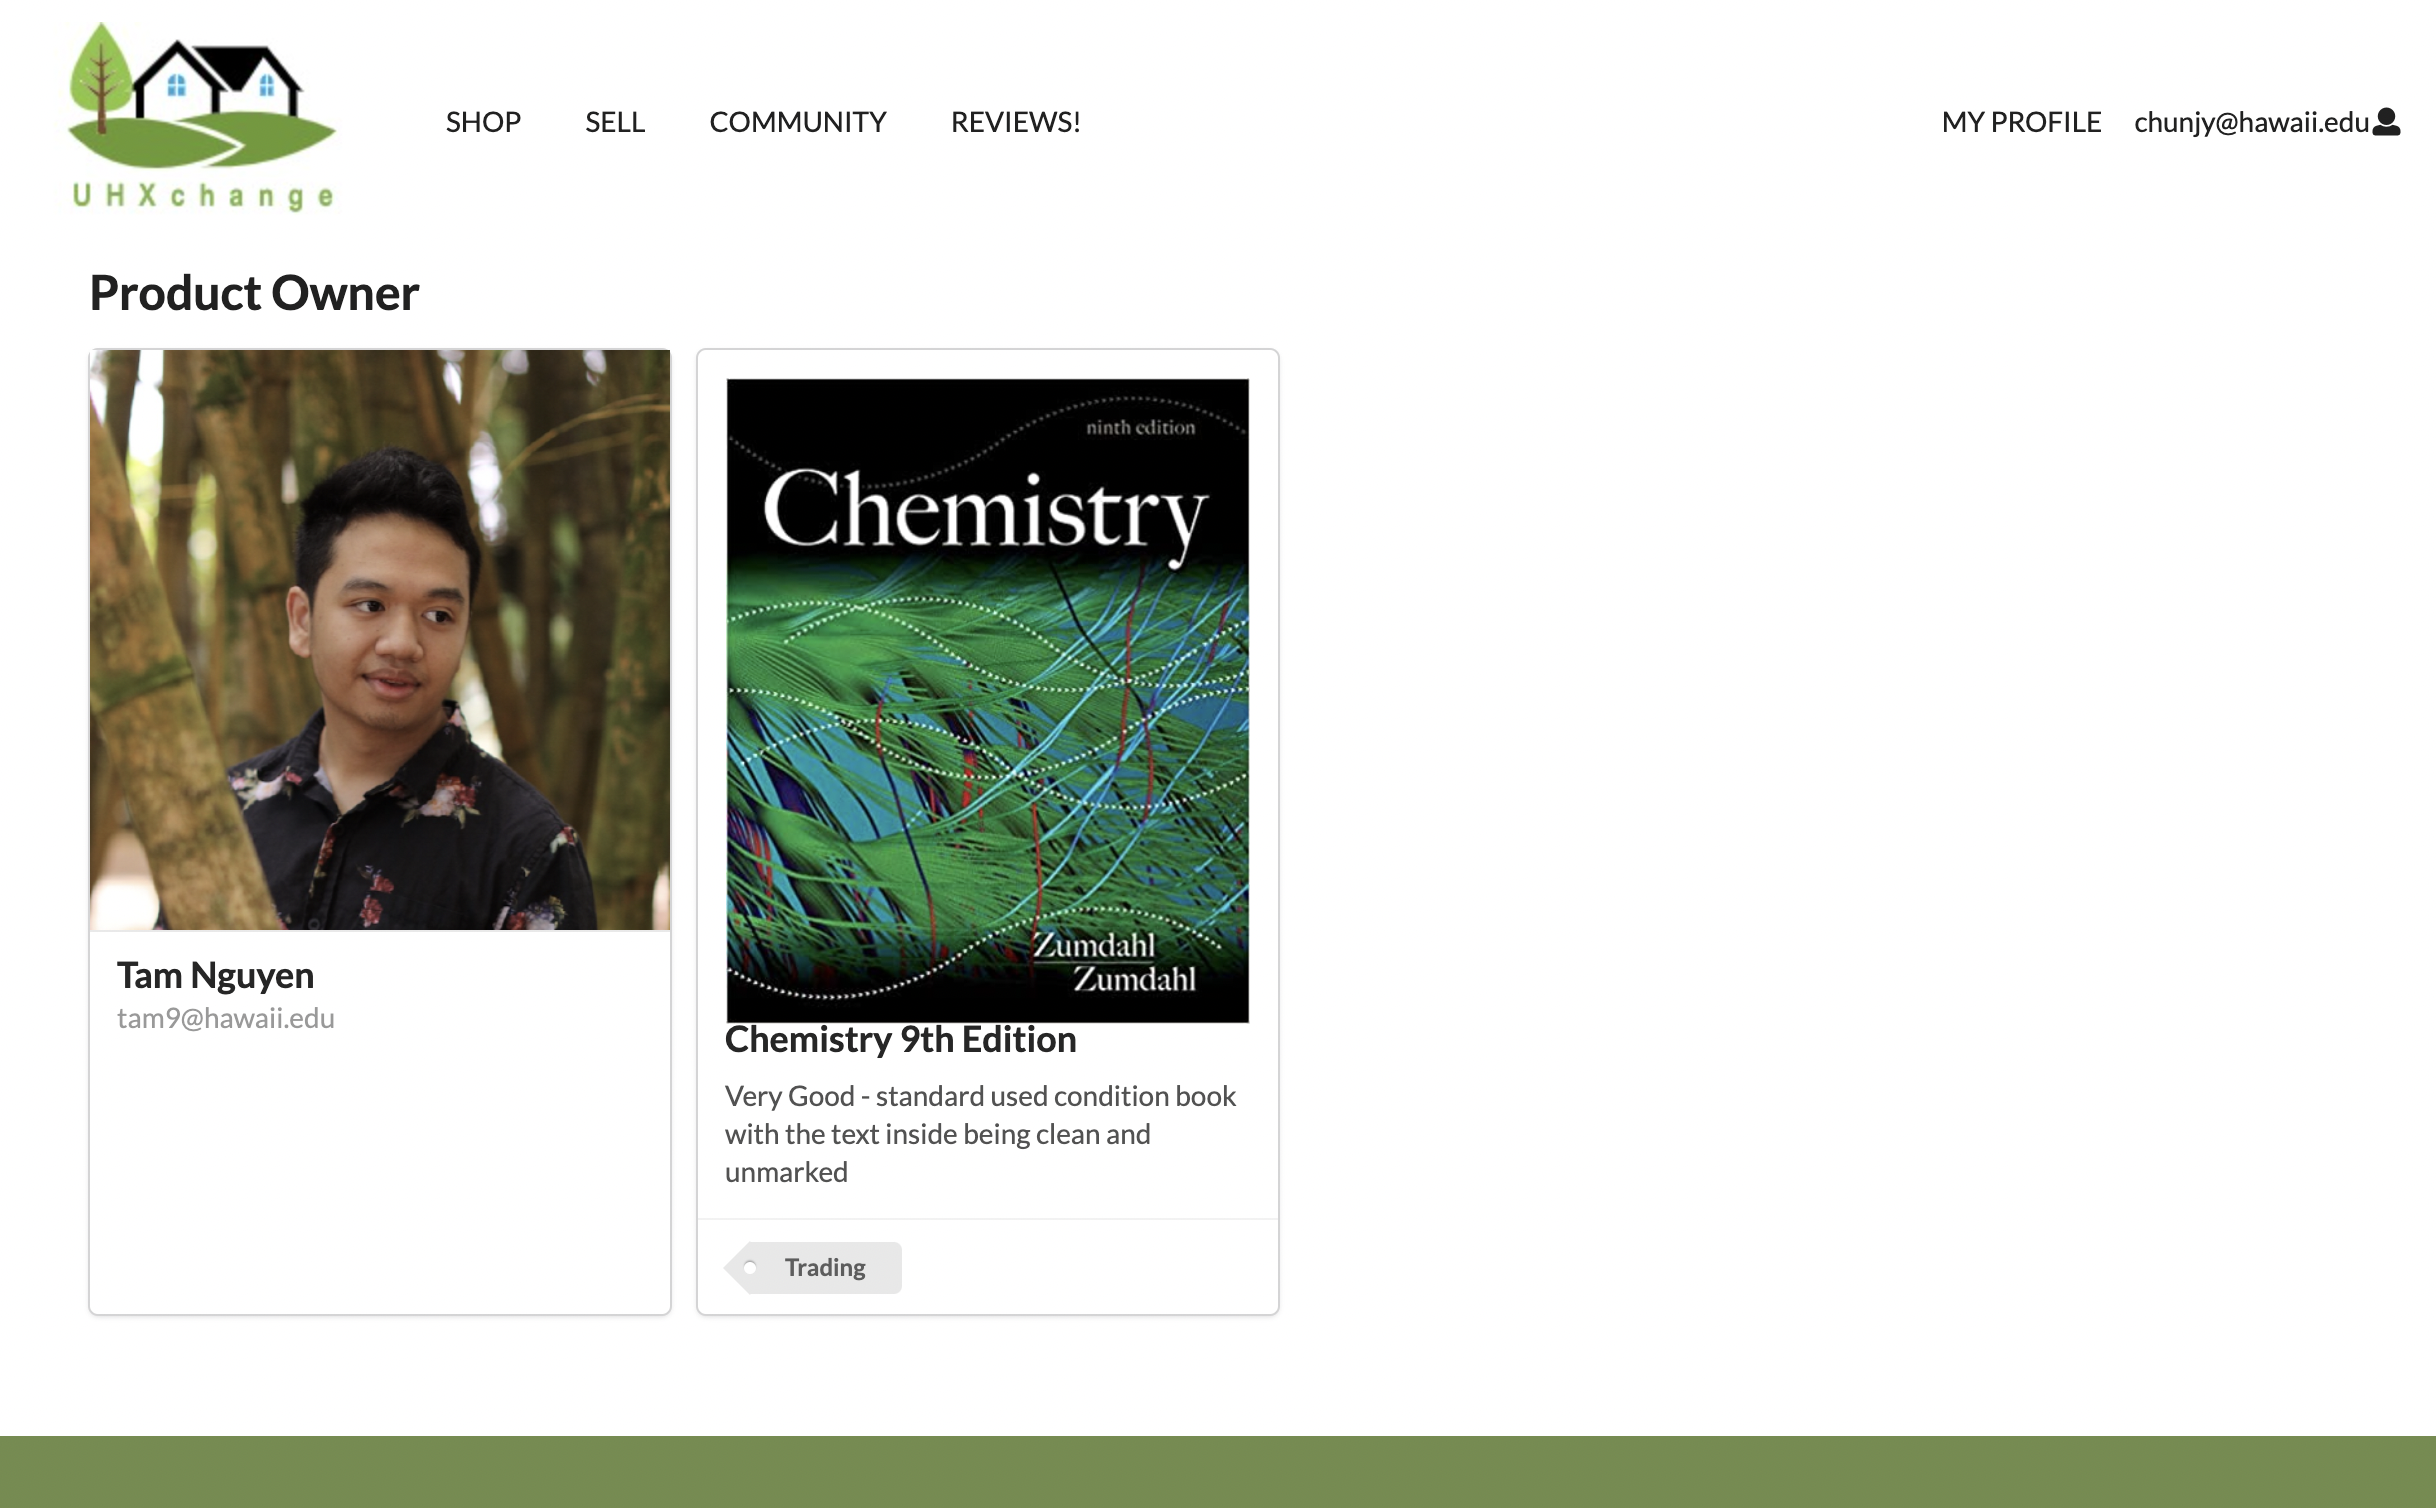 UHXchange
SHOP SELL COMMUNITY REVIEWS! MY PROFILE chunjy@hawaii.edu
Product Owner
Tam Nguyen
tam9@hawaii.edu
ninth edition
Chemistry
Zumdahl
Zumdahl
Chemistry 9th Edition
Very Good - standard used condition book
with the text inside being clean and
unmarked
Trading